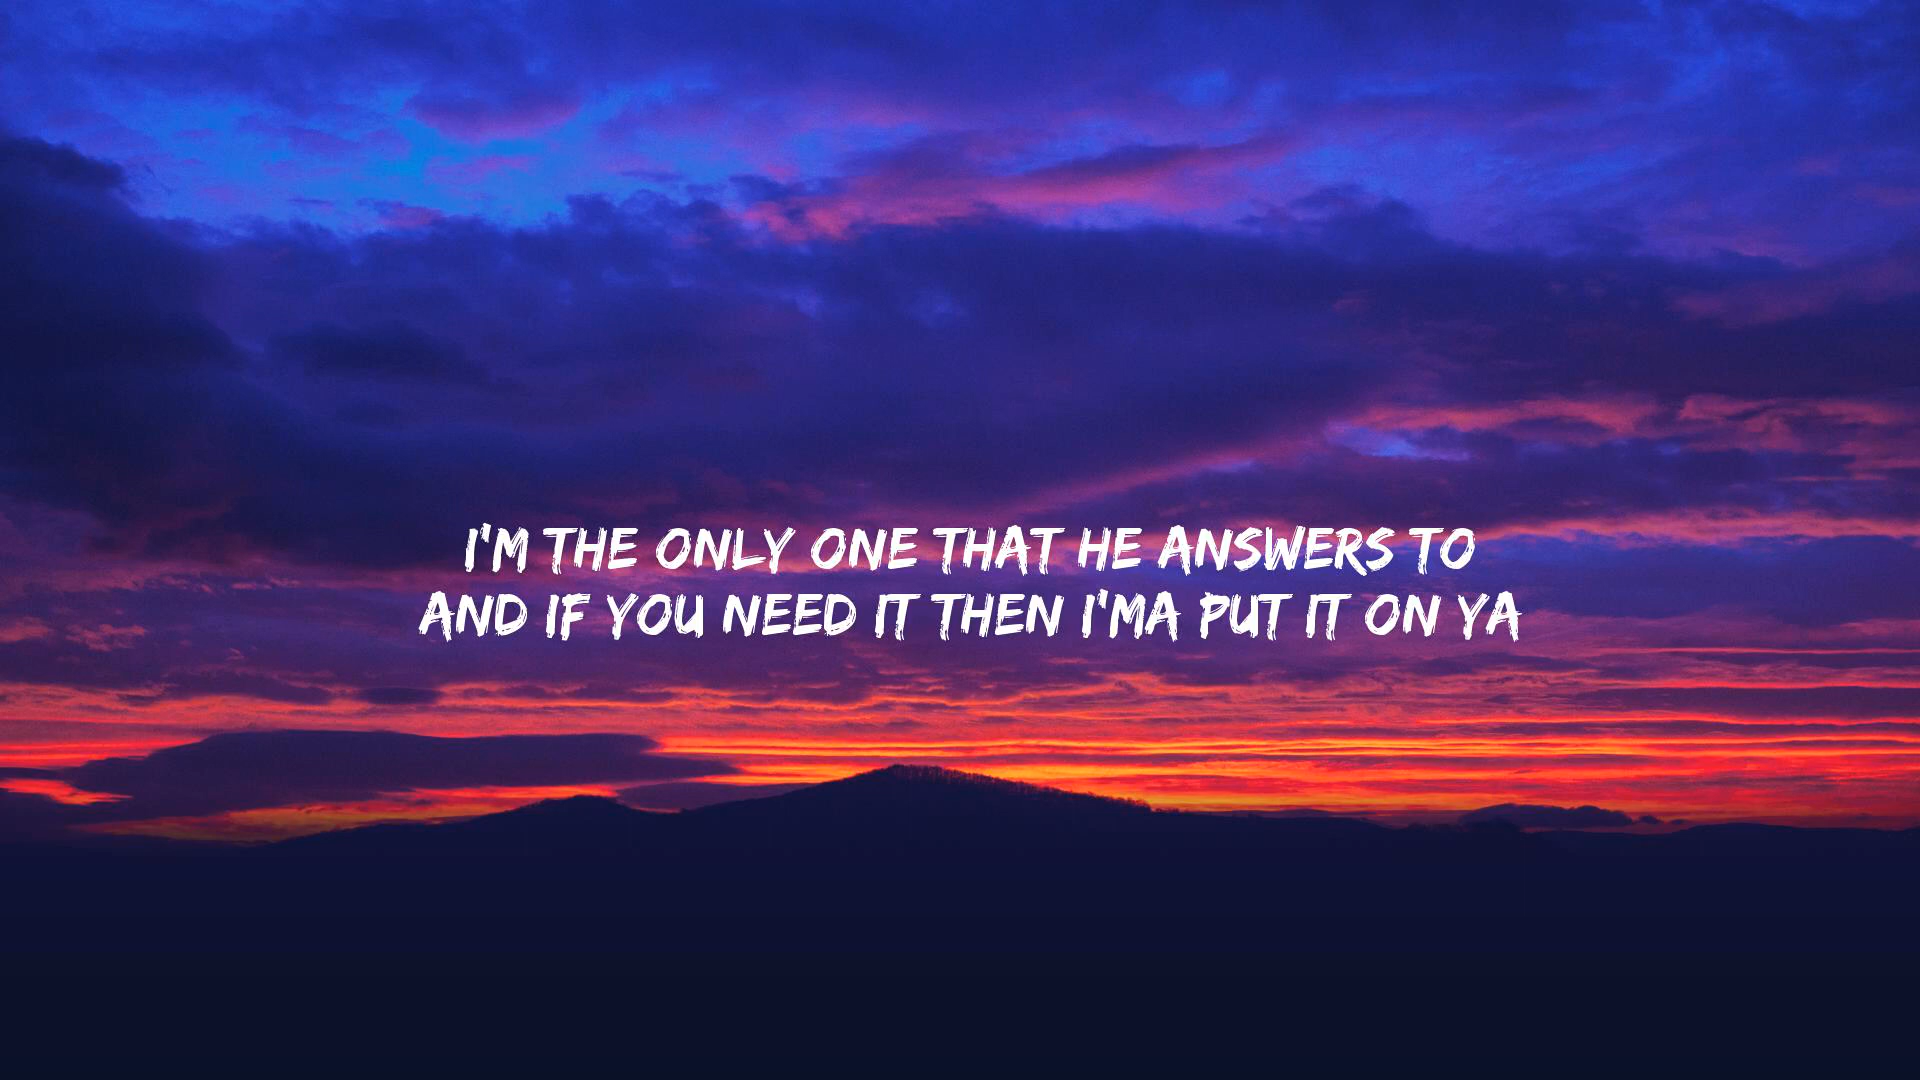 I'M THE ONLY ONE THAT HE ANSWERS TO
AND IF YOU NEED IT THEN I'MA PUT IT ON YA